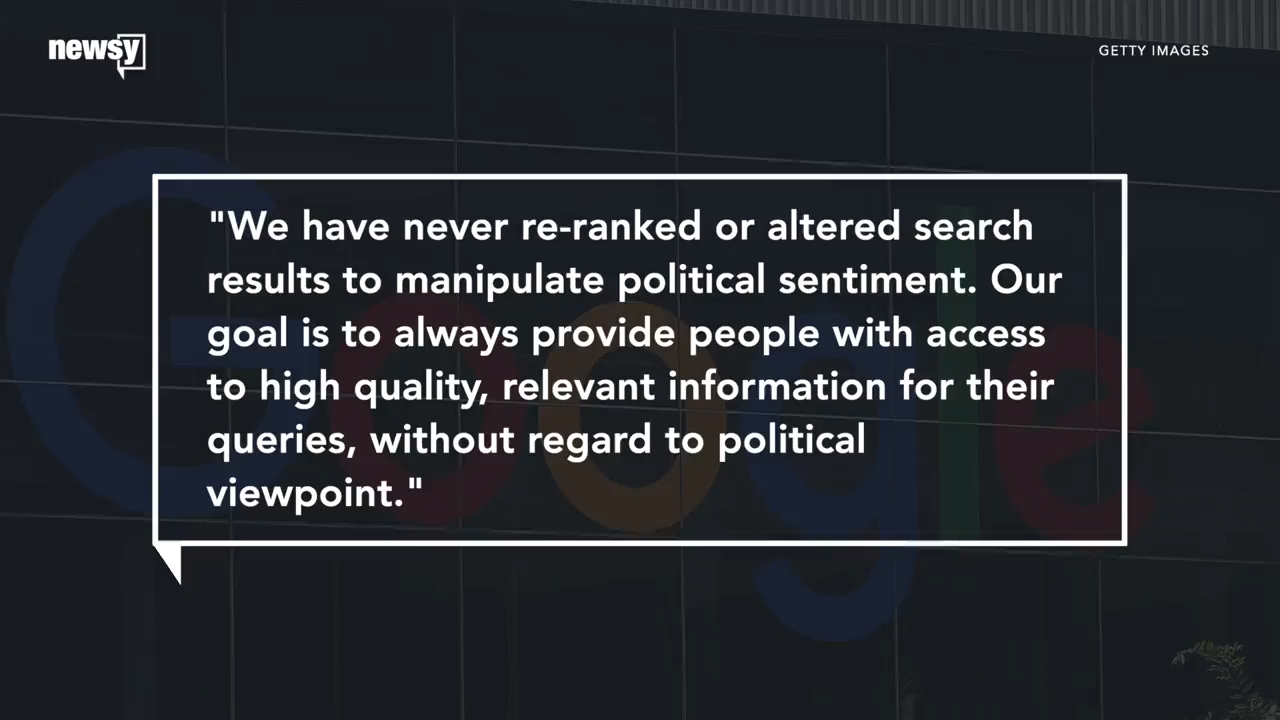 newsy
GETTY IMAGES
"We have never re-ranked or altered search
results to manipulate political sentiment. Our
goal is to always provide people with access
to high quality, relevant information for their
queries, without regard to political
viewpoint."
Google